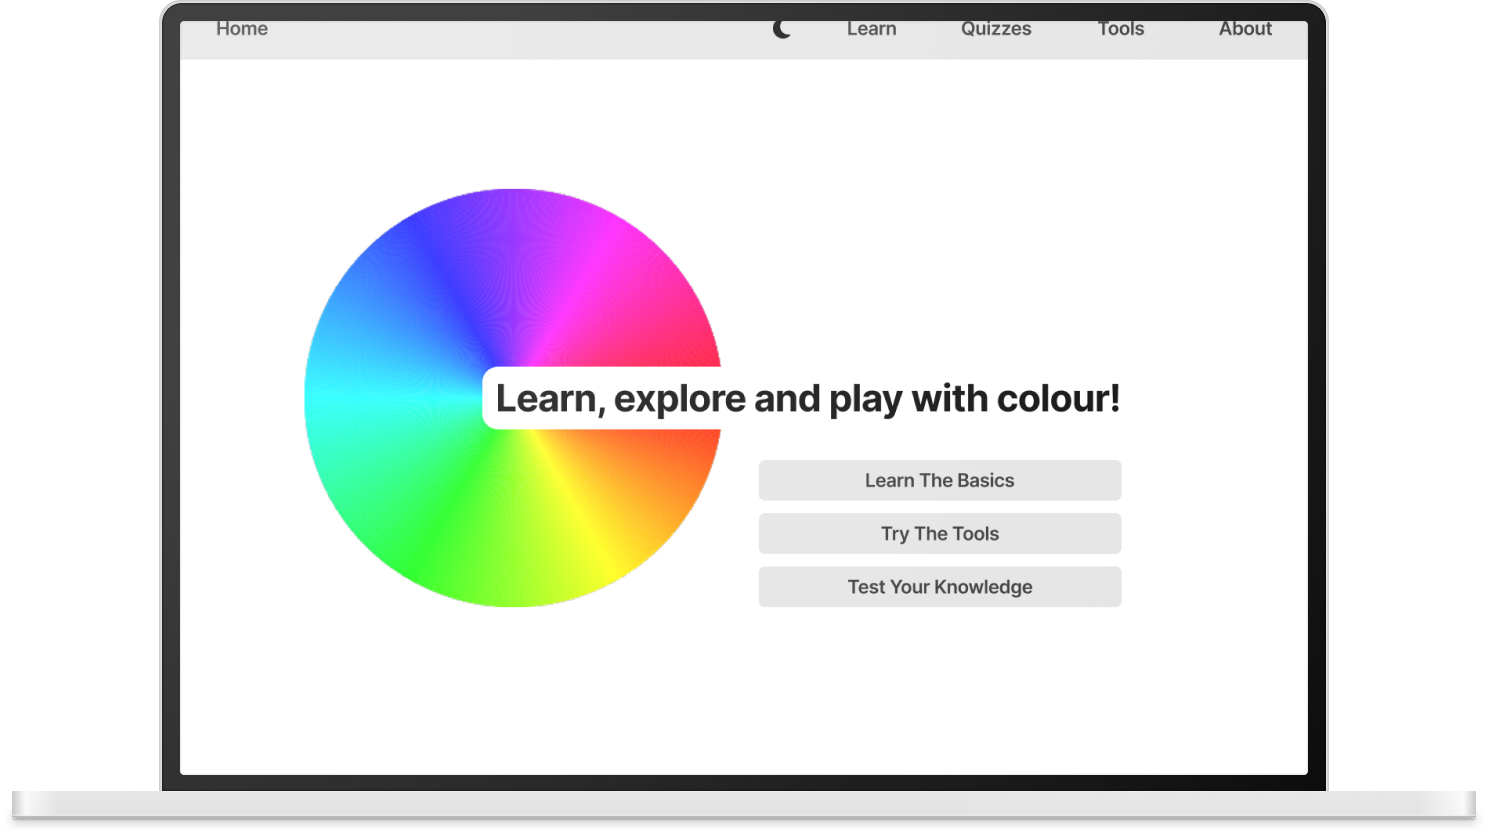 Home
Learn
Quizzes
Tools
About
Learn, explore and play with colour!
Learn The Basics
Try The Tools
Test Your Knowledge